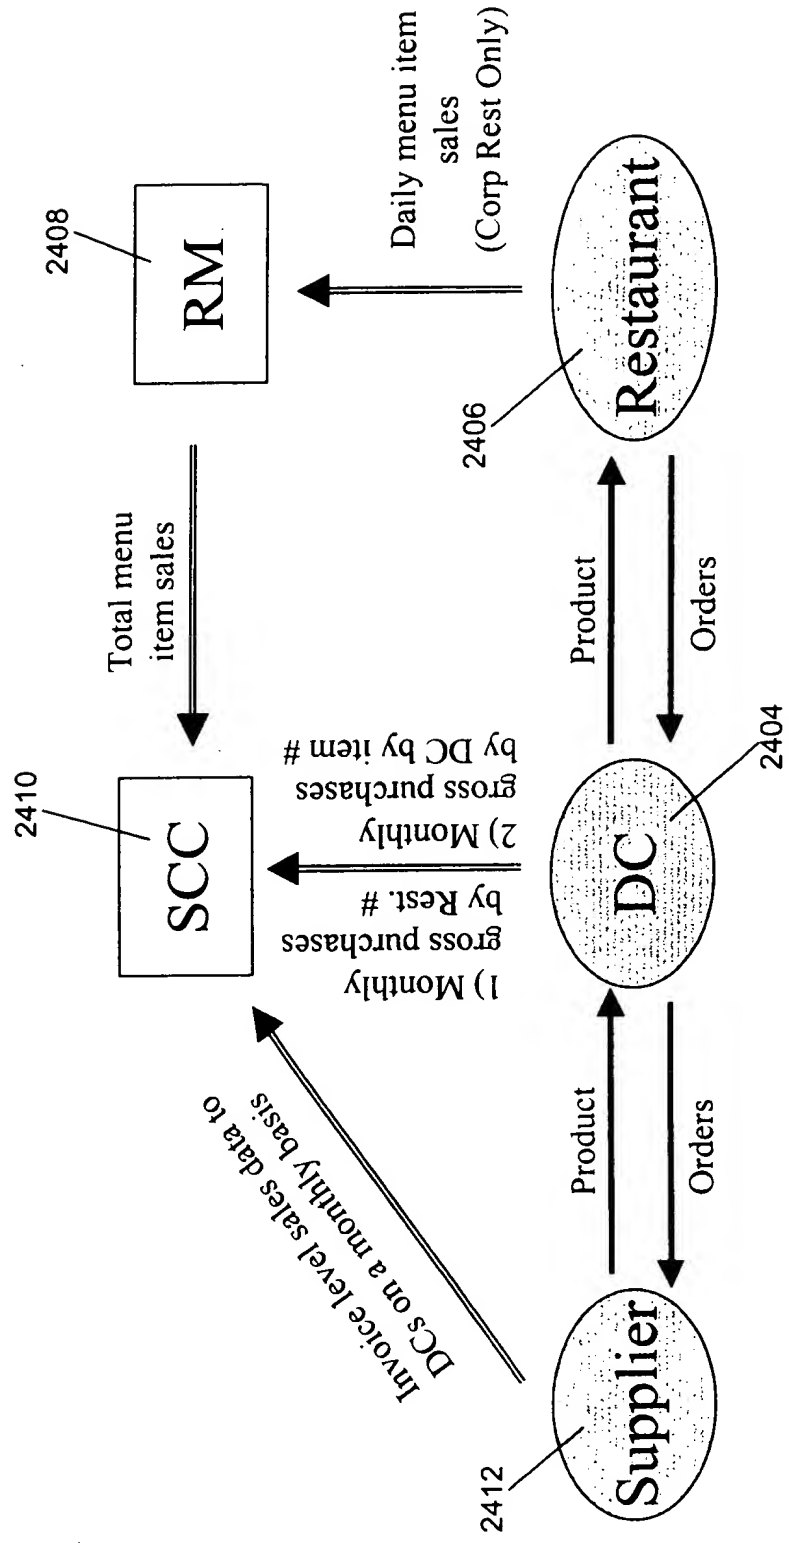 2410
SCC
Total menu
item sales
2408
RM
Invoice level sales data to
DCs on a monthly basis
1) Monthly
gross purchases
by Rest. #
2) Monthly
gross purchases
by DC by item #
Daily menu item
sales
(Corp Rest Only)
2412
Supplier
Product
Orders
DC
2404
Product
Orders
2406
Restaurant